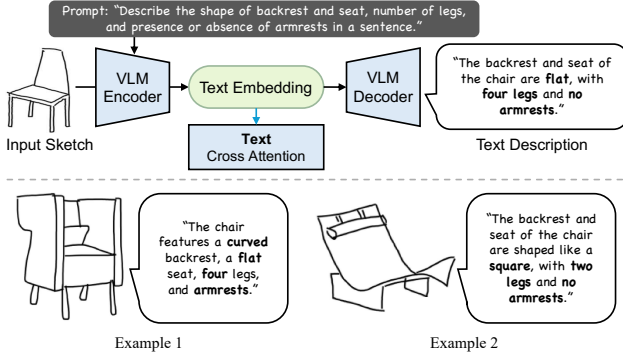 Prompt: “Describe the shape of backrest and seat, number of legs,
and presence or absence of armrests in a sentence.”
VLM
Encoder
Text Embedding
VLM
Decoder
“The backrest and seat of
the chair are flat, with
four legs and no
armrests.”
Input Sketch
Text
Cross Attention
Text Description
“The chair
features a curved
backrest, a flat
seat, four legs,
and armrests.”
“The backrest and
seat of the chair
are shaped like a
square, with two
legs and no
armrests.”
Example 1
Example 2